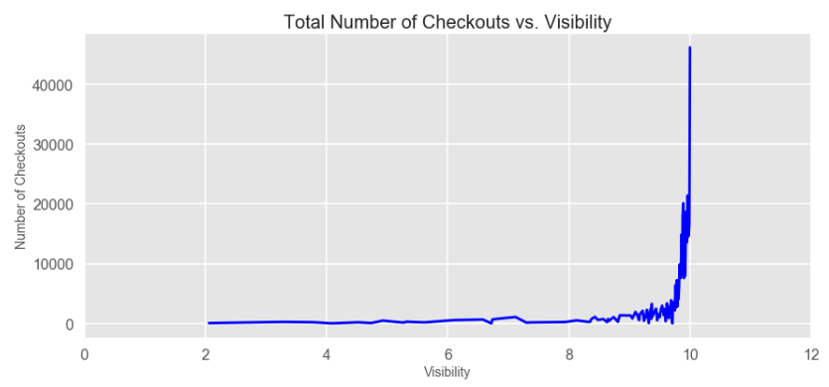 Total Number of Checkouts vs. Visibility
Number of Checkouts
40000
30000
20000
10000
0
0 2 4 6 8 10 12
Visibility